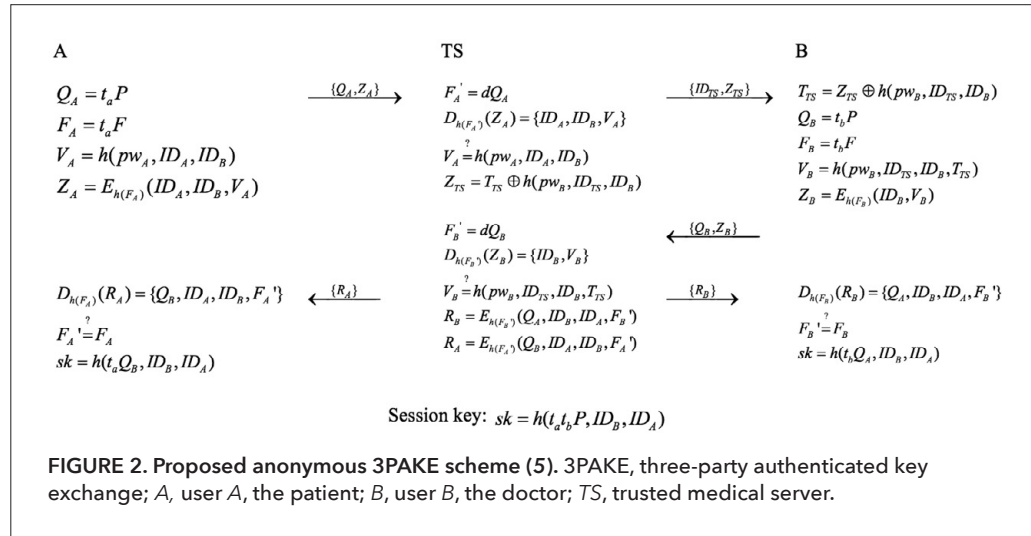 A TS B
Q_A = t_a P {Q_A, Z_A} F_A' = dQ_A {ID_TS, Z_TS} T_TS = Z_TS ⊕ h(pw_B, ID_TS, ID_B)
F_A = t_a F D_h(F_A')(Z_A) = {ID_A, ID_B, V_A} Q_B = t_b P
V_A = h(pw_A, ID_A, ID_B) V_A ?= h(pw_A, ID_A, ID_B) F_B = t_b F
Z_A = E_h(F_A)(ID_A, ID_B, V_A) Z_TS = T_TS ⊕ h(pw_B, ID_TS, ID_B) V_B = h(pw_B, ID_TS, ID_B, T_TS)
Z_B = E_h(F_B)(ID_B, V_B)
F_B' = dQ_B {Q_B, Z_B}
D_h(F_B')(Z_B) = {ID_B, V_B}
D_h(F_A)(R_A) = {Q_B, ID_A, ID_B, F_A'} {R_A} V_B ?= h(pw_B, ID_TS, ID_B, T_TS) {R_B} D_h(F_B)(R_B) = {Q_A, ID_B, ID_A, F_B'}
F_A' ?= F_A R_B = E_h(F_B')(Q_A, ID_B, ID_A, F_B') F_B' ?= F_B
sk = h(t_a Q_B, ID_B, ID_A) R_A = E_h(F_A')(Q_B, ID_A, ID_B, F_A') sk = h(t_b Q_A, ID_B, ID_A)
Session key: sk = h(t_a t_b P, ID_B, ID_A)
FIGURE 2. Proposed anonymous 3PAKE scheme (5). 3PAKE, three-party authenticated key
exchange; A, user A, the patient; B, user B, the doctor; TS, trusted medical server.